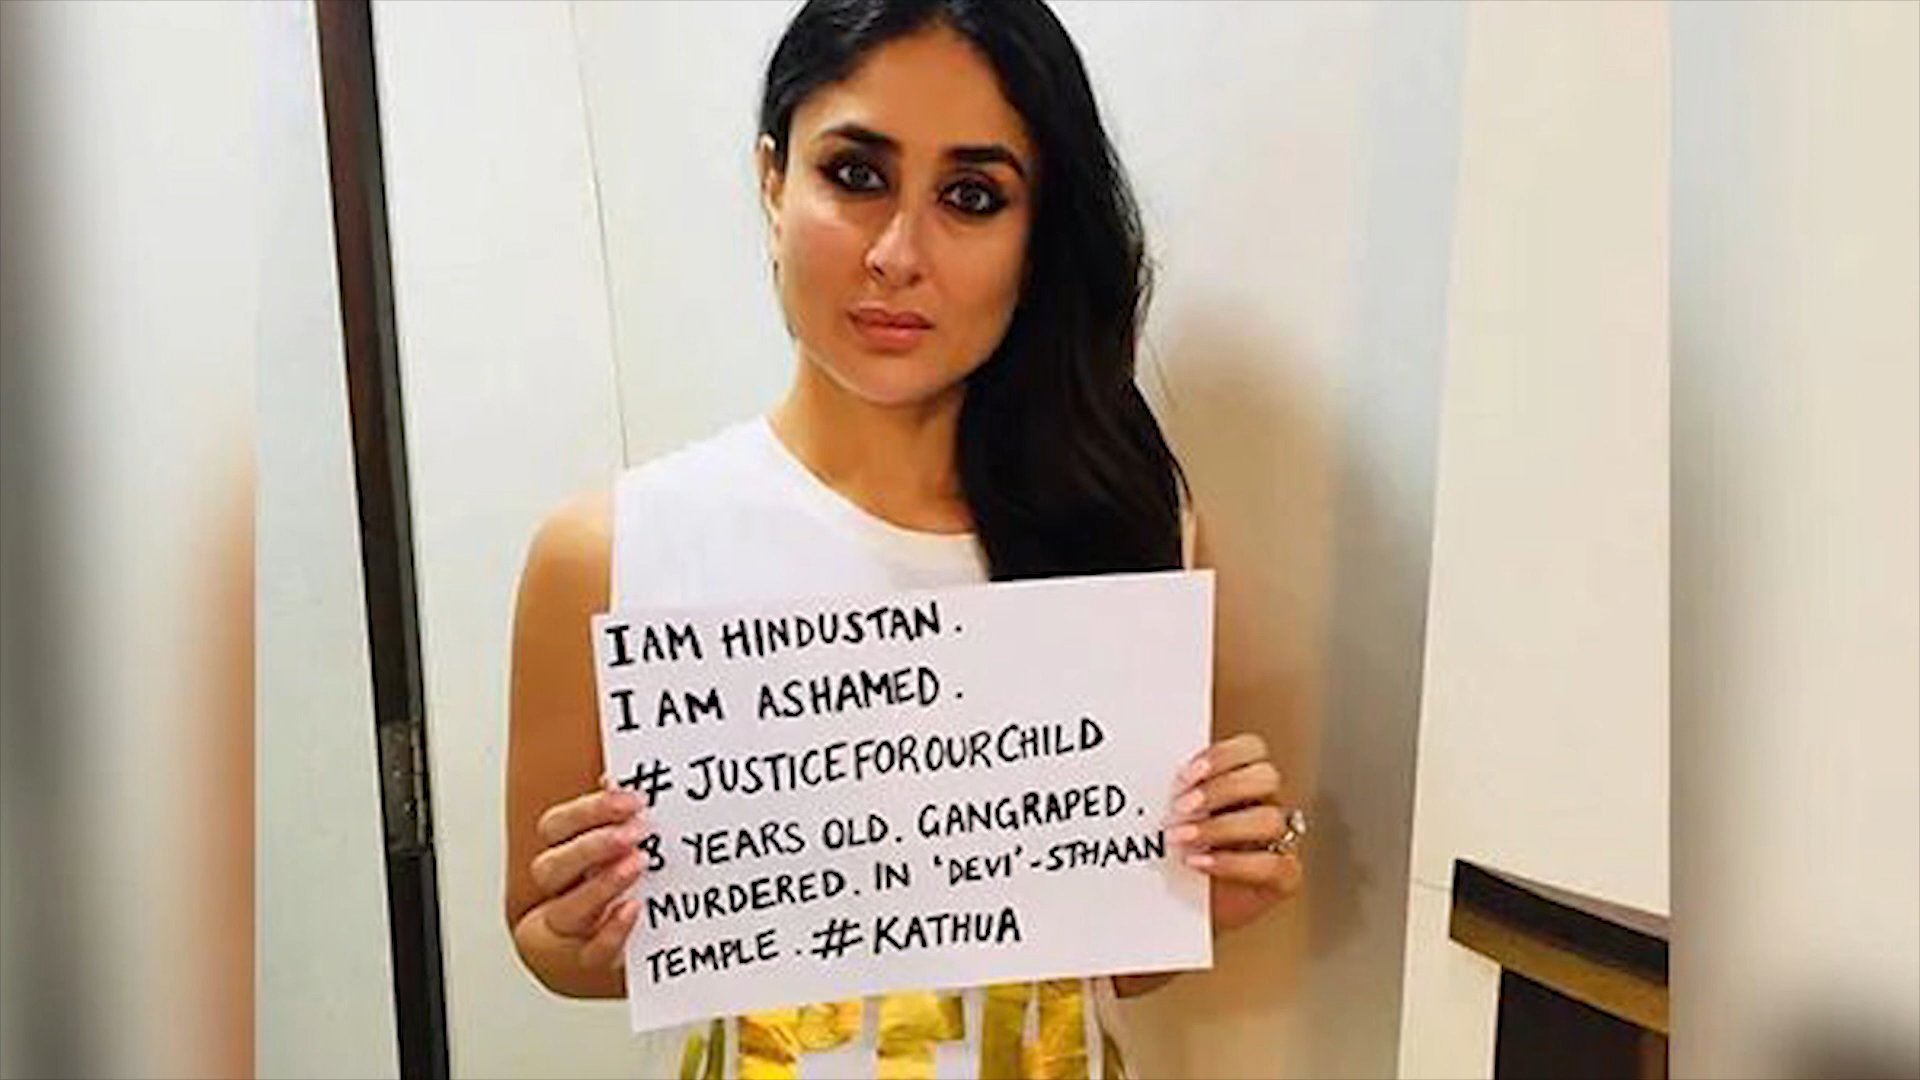 I AM HINDUSTAN.
I AM ASHAMED.
# JUSTICEFOROURCHILD
8 YEARS OLD. GANGRAPED.
MURDERED. IN 'DEVI'-STHAAN
TEMPLE. # KATHUA